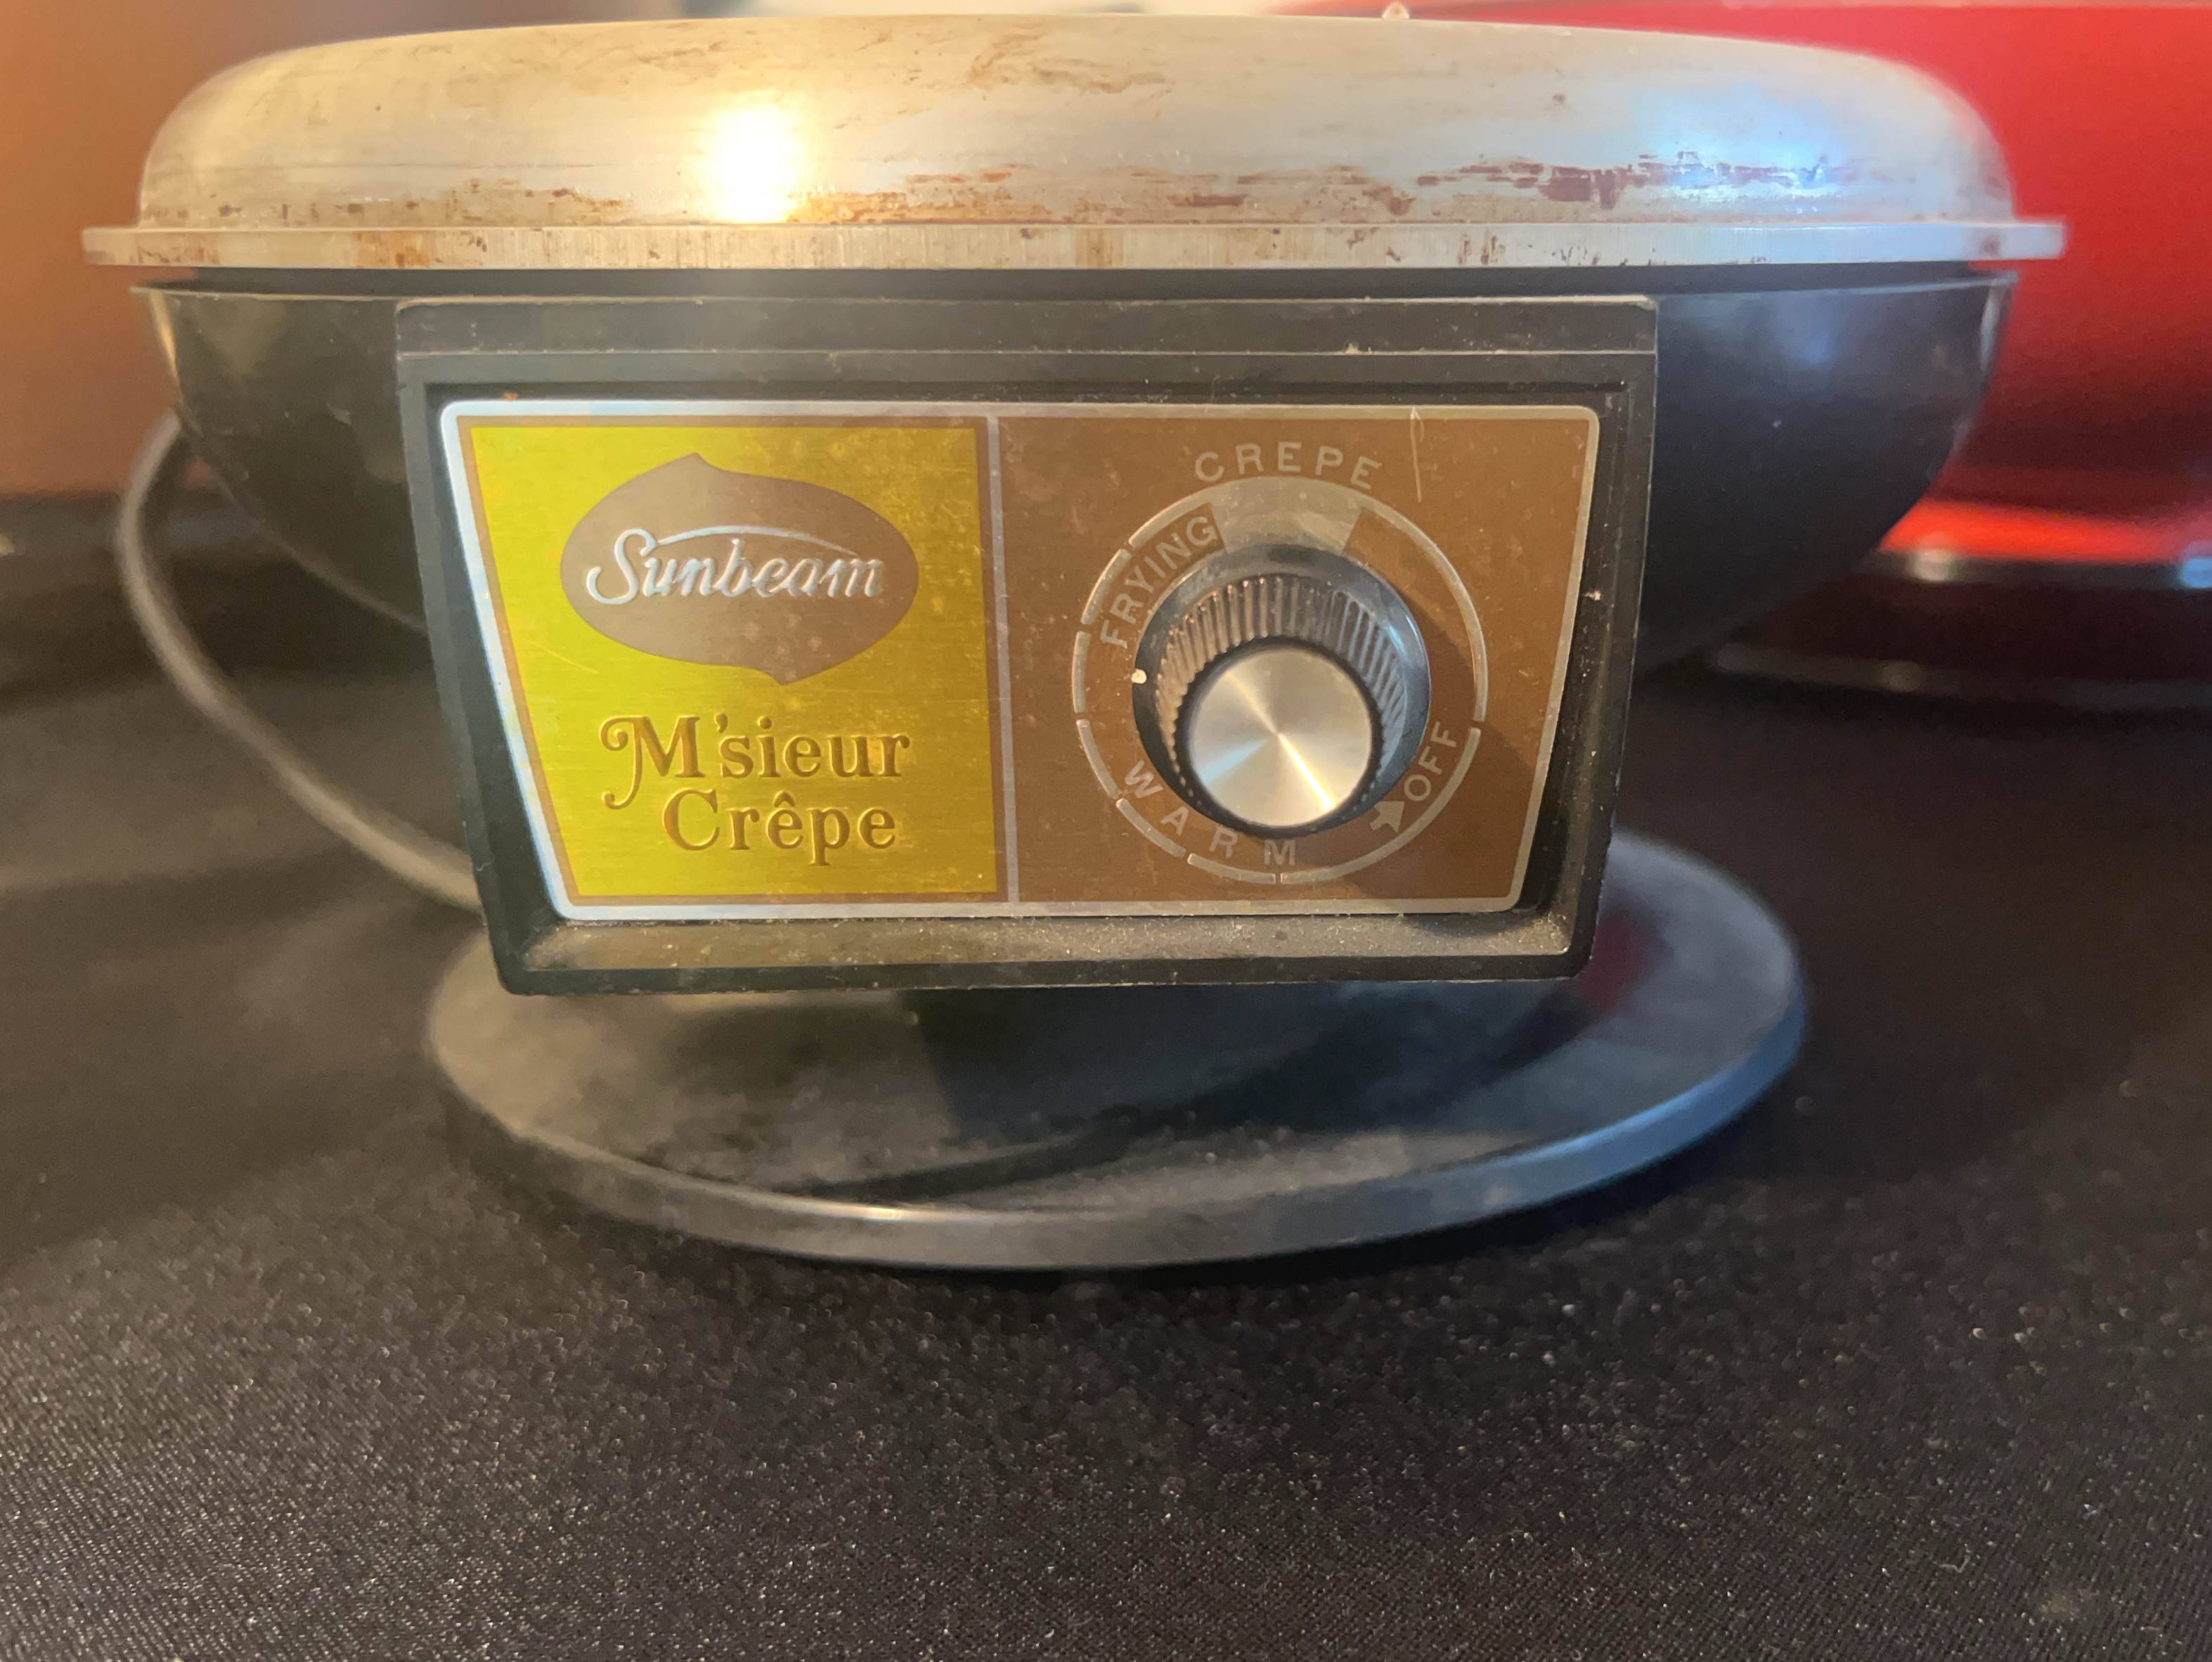 Sunbeam
M'sieur
Crêpe
CREPE
FRYING
WARM
OFF